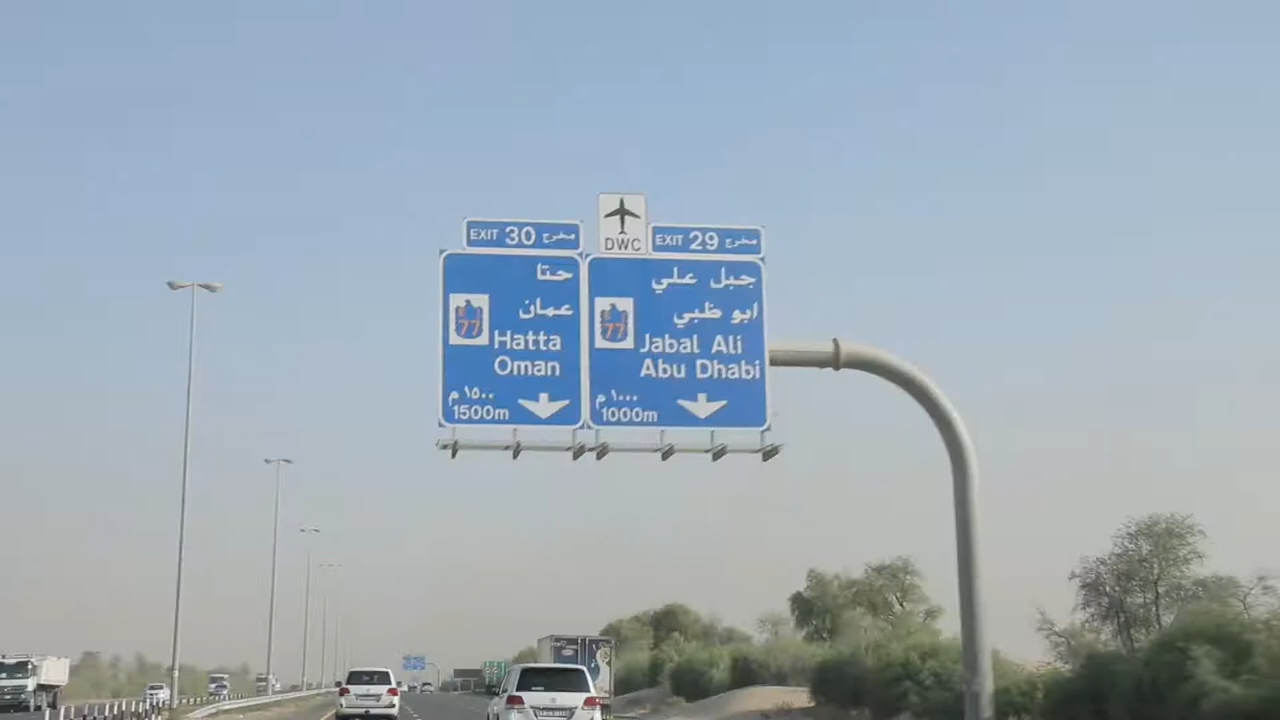 EXIT 30 مخرج
حتا
عمان
77
Hatta
Oman
١٥٠٠ م
1500m
DWC
EXIT 29 مخرج
جبل علي
ابو ظبي
77
Jabal Ali
Abu Dhabi
١٠٠٠ م
1000m